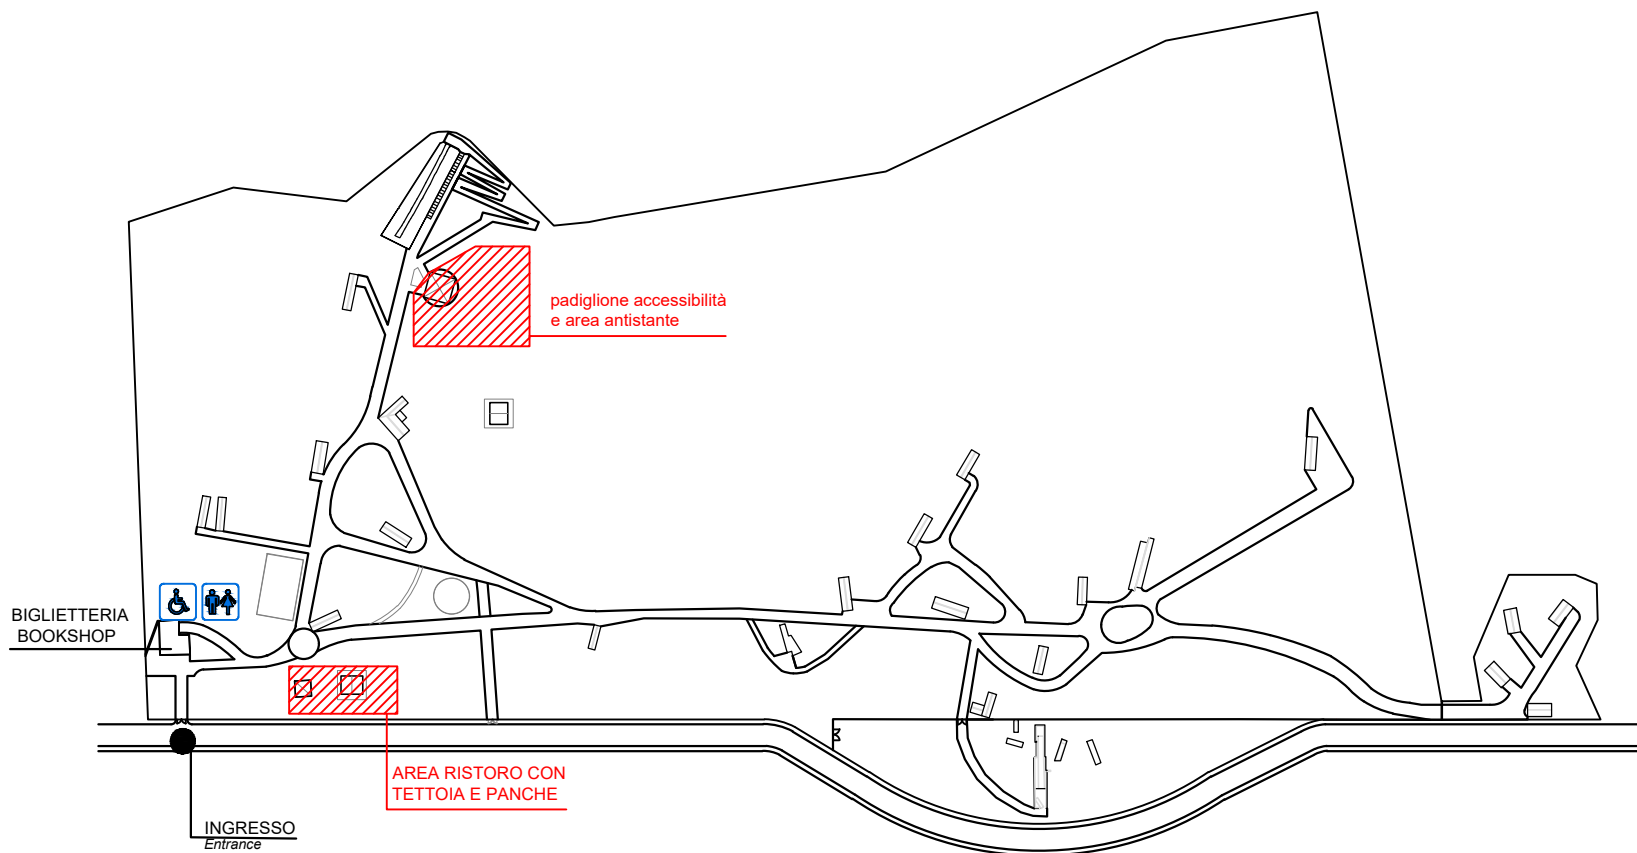 padiglione accessibilità
e area antistante
BIGLIETTERIA
BOOKSHOP
AREA RISTORO CON
TETTOIA E PANCHE
INGRESSO
Entrance